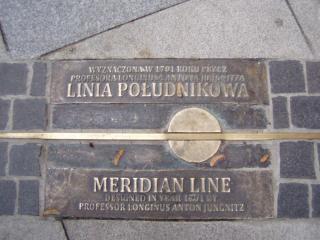 WYZNACZONA W 1791 ROKU PRZEZ
PROFESORA LONGINUSA ANTONA JUNGNITZA
LINIA POŁUDNIKOWA
MERIDIAN LINE
DESIGNED IN YEAR 1791 BY
PROFESSOR LONGINUS ANTON JUNGNITZ